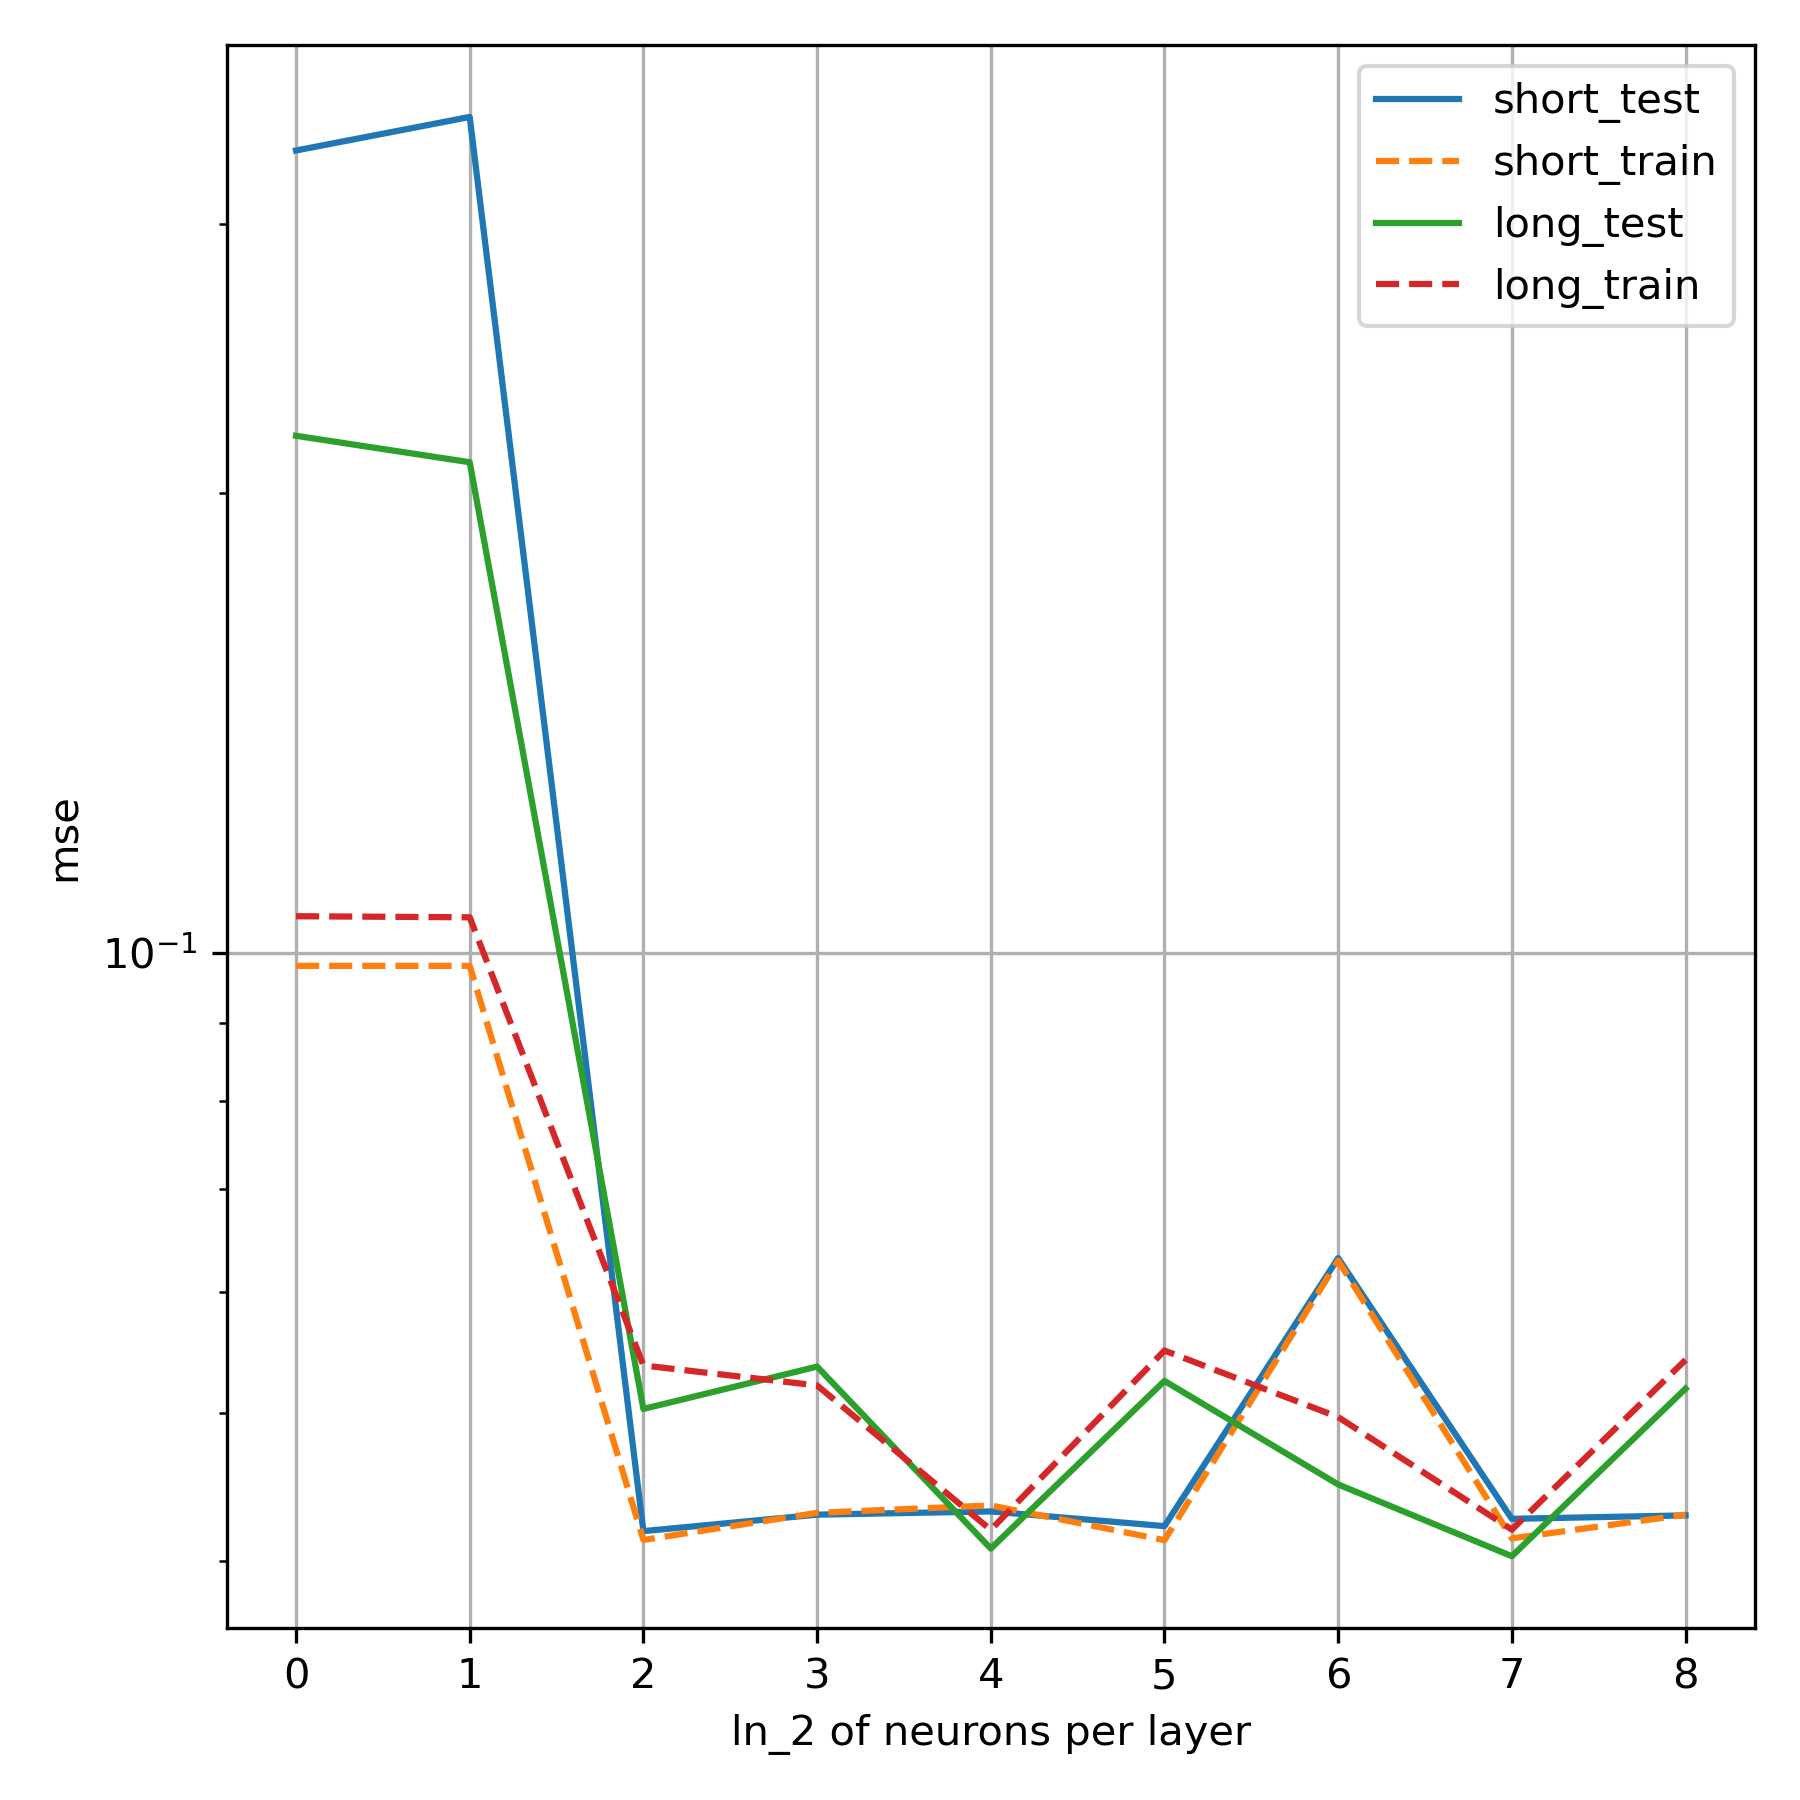 short_test
short_train
long_test
long_train
mse
10⁻¹
0 1 2 3 4 5 6 7 8
ln_2 of neurons per layer